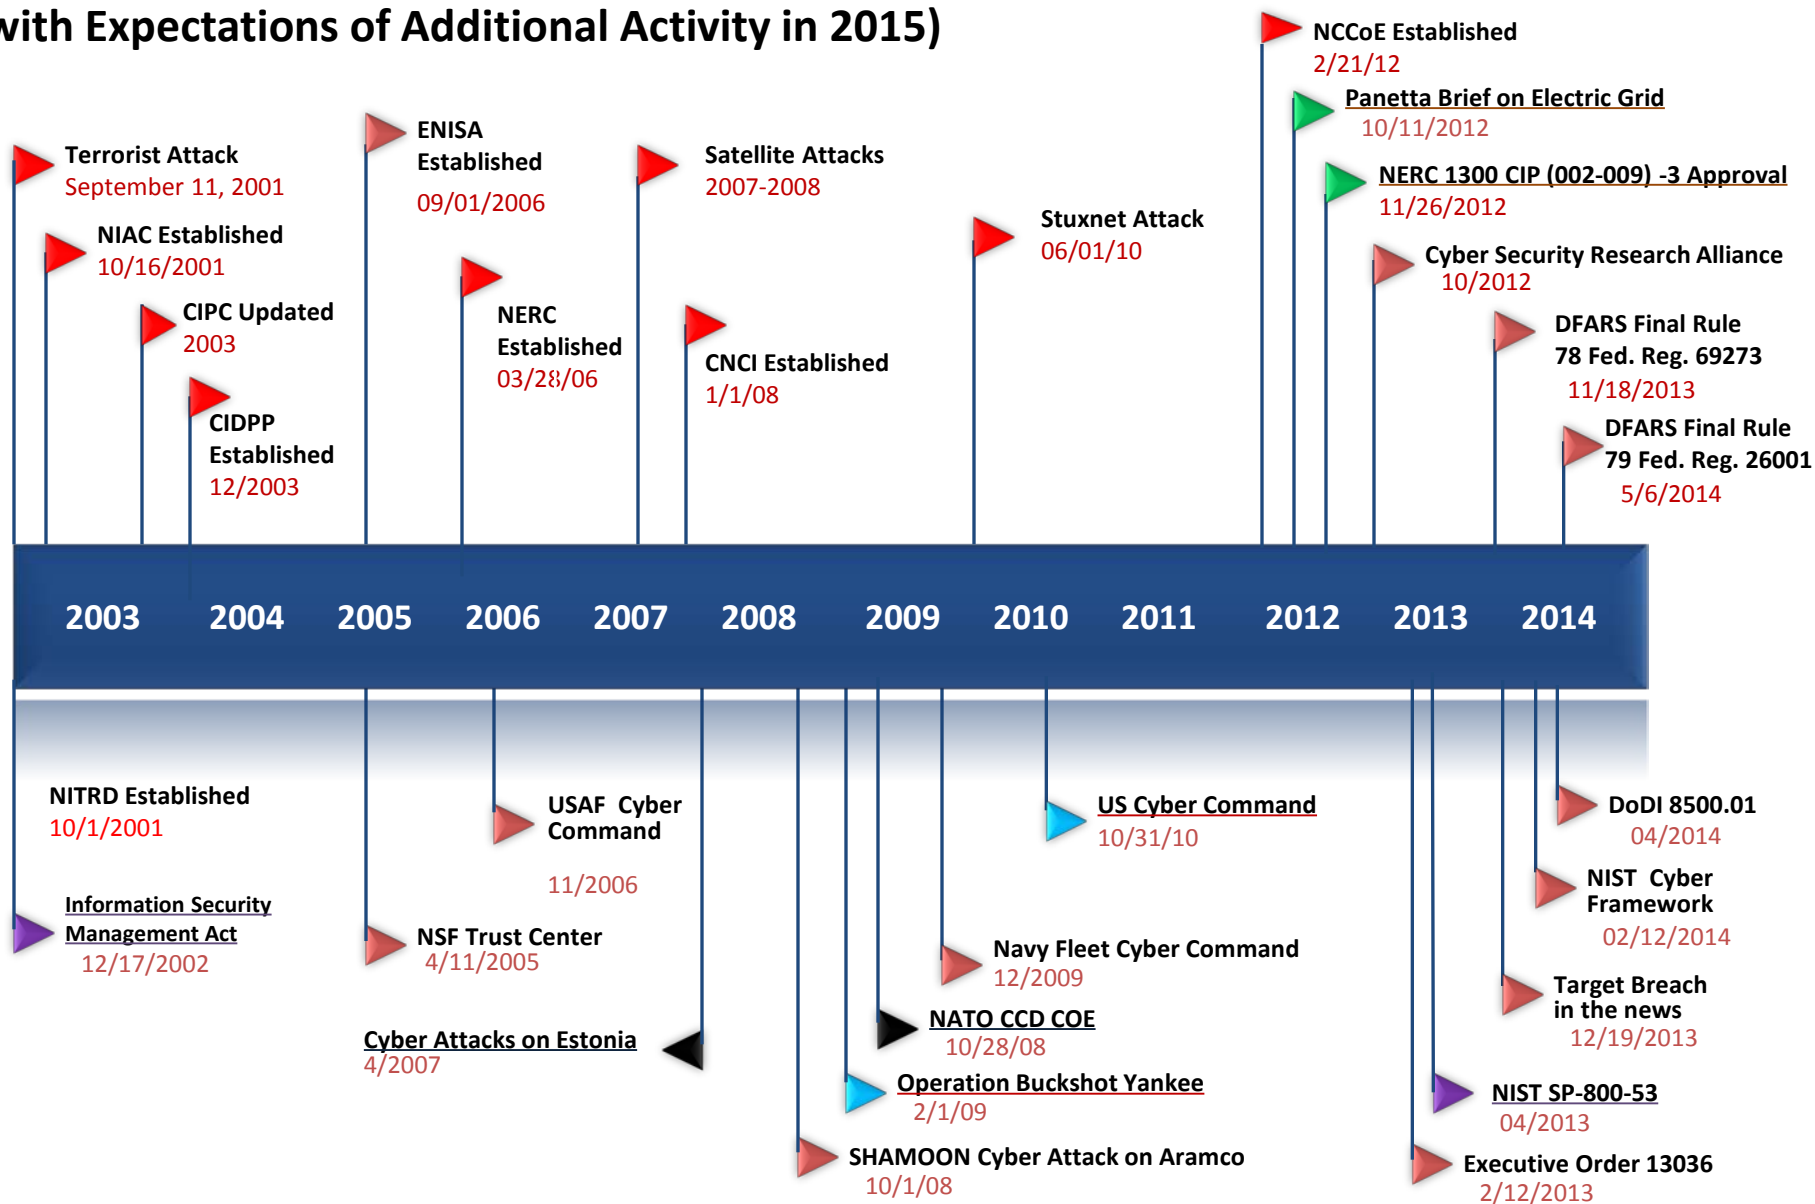 with Expectations of Additional Activity in 2015)
NCCoE Established
2/21/12
Panetta Brief on Electric Grid
10/11/2012
NERC 1300 CIP (002-009) -3 Approval
11/26/2012
Cyber Security Research Alliance
10/2012
DFARS Final Rule
78 Fed. Reg. 69273
11/18/2013
DFARS Final Rule
79 Fed. Reg. 26001
5/6/2014
Terrorist Attack
September 11, 2001
NIAC Established
10/16/2001
CIPC Updated
2003
CIDPP
Established
12/2003
ENISA
Established
09/01/2006
NERC
Established
03/28/06
Satellite Attacks
2007-2008
CNCI Established
1/1/08
Stuxnet Attack
06/01/10
2003 2004 2005 2006 2007 2008 2009 2010 2011 2012 2013 2014
NITRD Established
10/1/2001
Information Security
Management Act
12/17/2002
USAF Cyber
Command
11/2006
NSF Trust Center
4/11/2005
Cyber Attacks on Estonia
4/2007
US Cyber Command
10/31/10
Navy Fleet Cyber Command
12/2009
NATO CCD COE
10/28/08
Operation Buckshot Yankee
2/1/09
SHAMOON Cyber Attack on Aramco
10/1/08
DoDI 8500.01
04/2014
NIST Cyber
Framework
02/12/2014
Target Breach
in the news
12/19/2013
NIST SP-800-53
04/2013
Executive Order 13036
2/12/2013